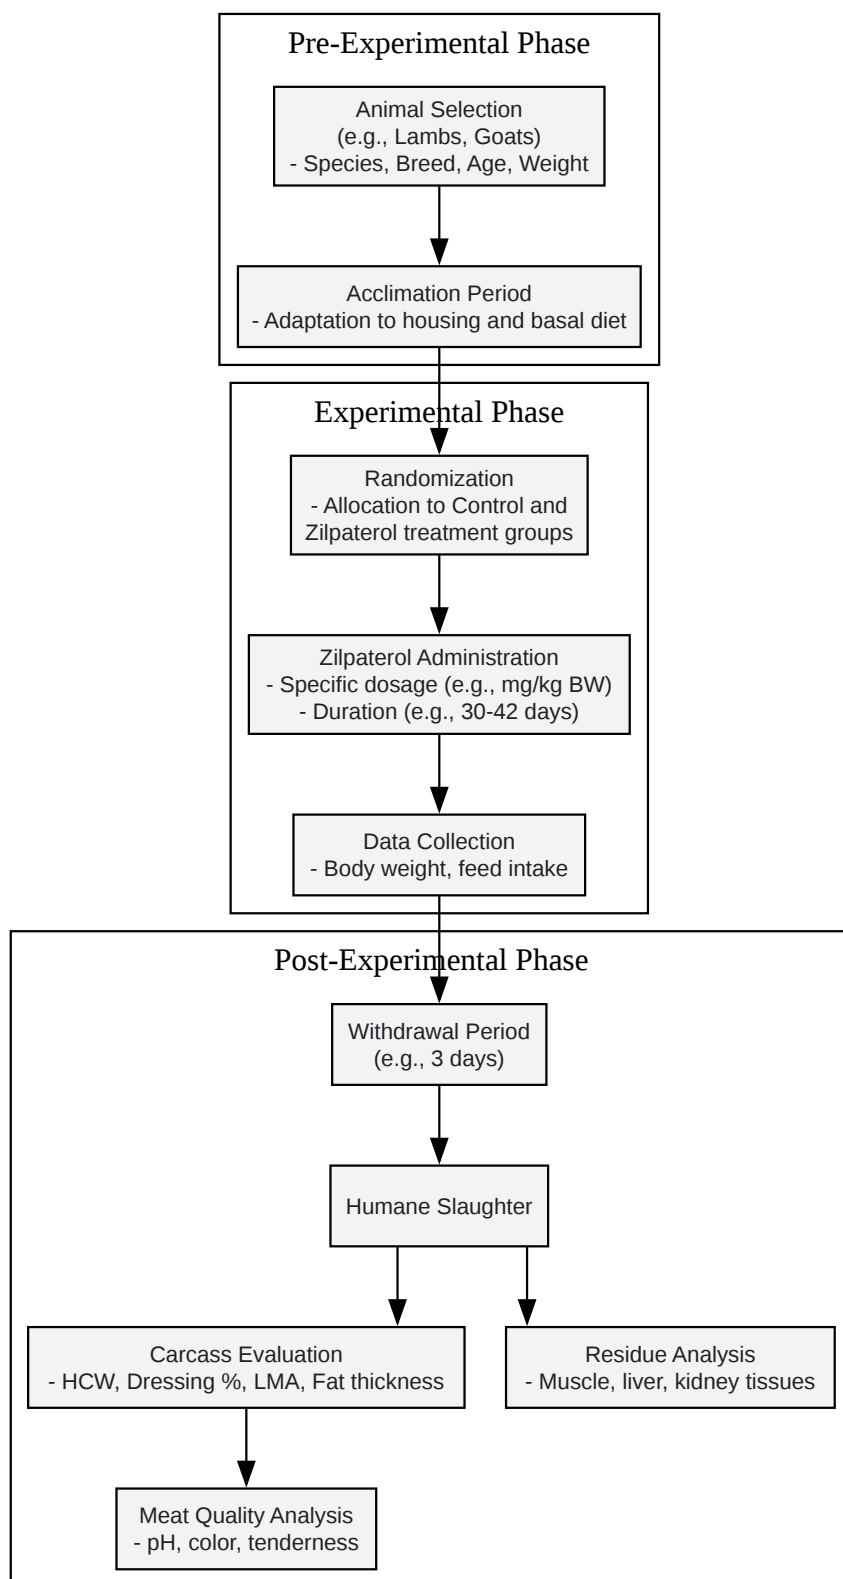 Pre-Experimental Phase
Animal Selection
(e.g., Lambs, Goats)
- Species, Breed, Age, Weight
Acclimation Period
- Adaptation to housing and basal diet
Experimental Phase
Randomization
- Allocation to Control and
Zilpaterol treatment groups
Zilpaterol Administration
- Specific dosage (e.g., mg/kg BW)
- Duration (e.g., 30-42 days)
Data Collection
- Body weight, feed intake
Post-Experimental Phase
Withdrawal Period
(e.g., 3 days)
Humane Slaughter
Carcass Evaluation
- HCW, Dressing %, LMA, Fat thickness
Residue Analysis
- Muscle, liver, kidney tissues
Meat Quality Analysis
- pH, color, tenderness